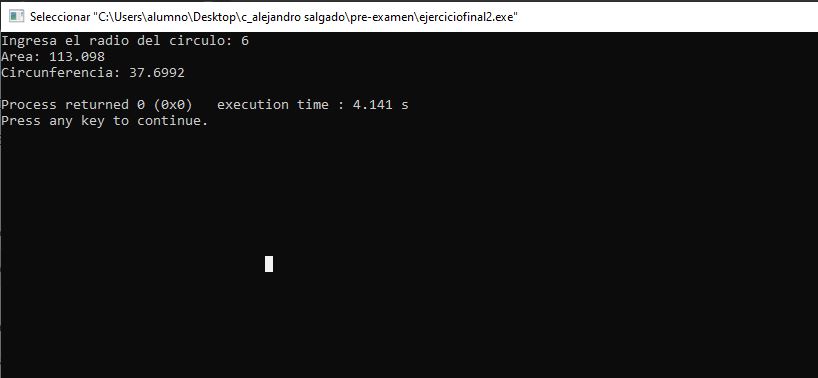 Seleccionar "C:\Users\alumno\Desktop\c_alejandro salgado\pre-examen\ejerciciofinal2.exe"
Ingresa el radio del circulo: 6
Area: 113.098
Circunferencia: 37.6992
Process returned 0 (0x0)   execution time : 4.141 s
Press any key to continue.